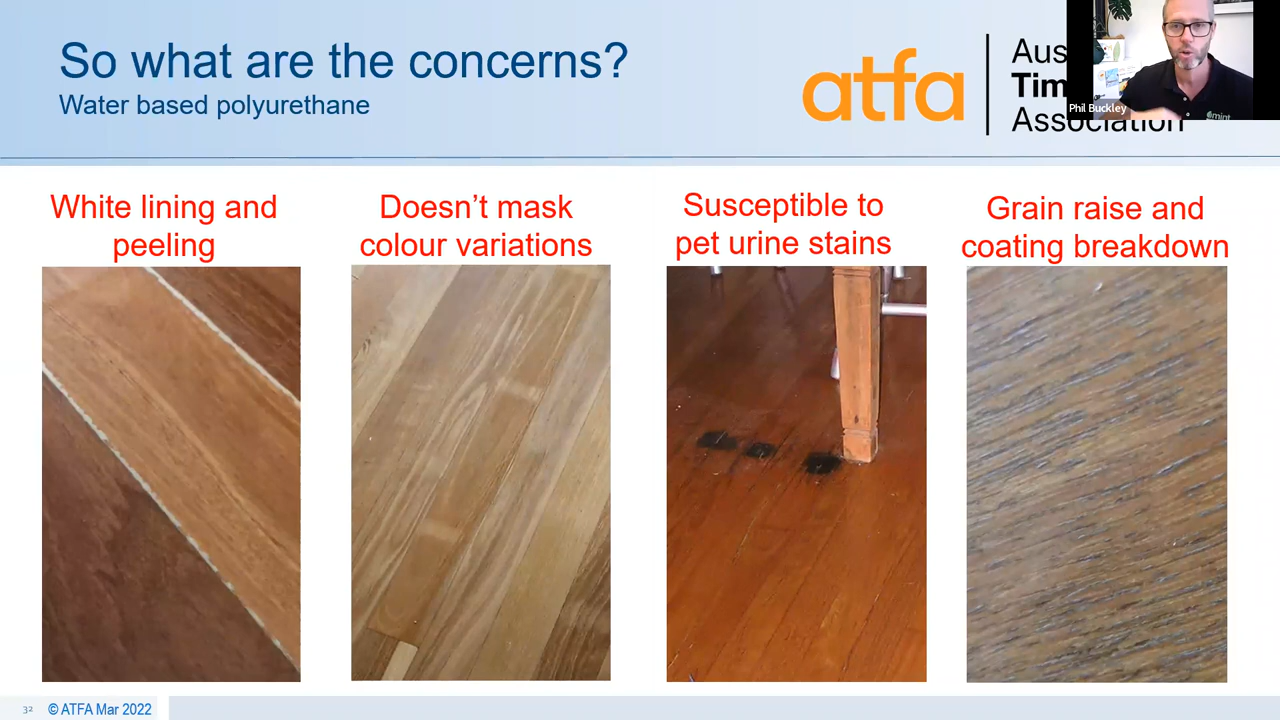 So what are the concerns?
Water based polyurethane
atfa
Aus
Tim
Association
Phil Buckley
mint
White lining and
peeling
Doesn't mask
colour variations
Susceptible to
pet urine stains
Grain raise and
coating breakdown
32
© ATFA Mar 2022